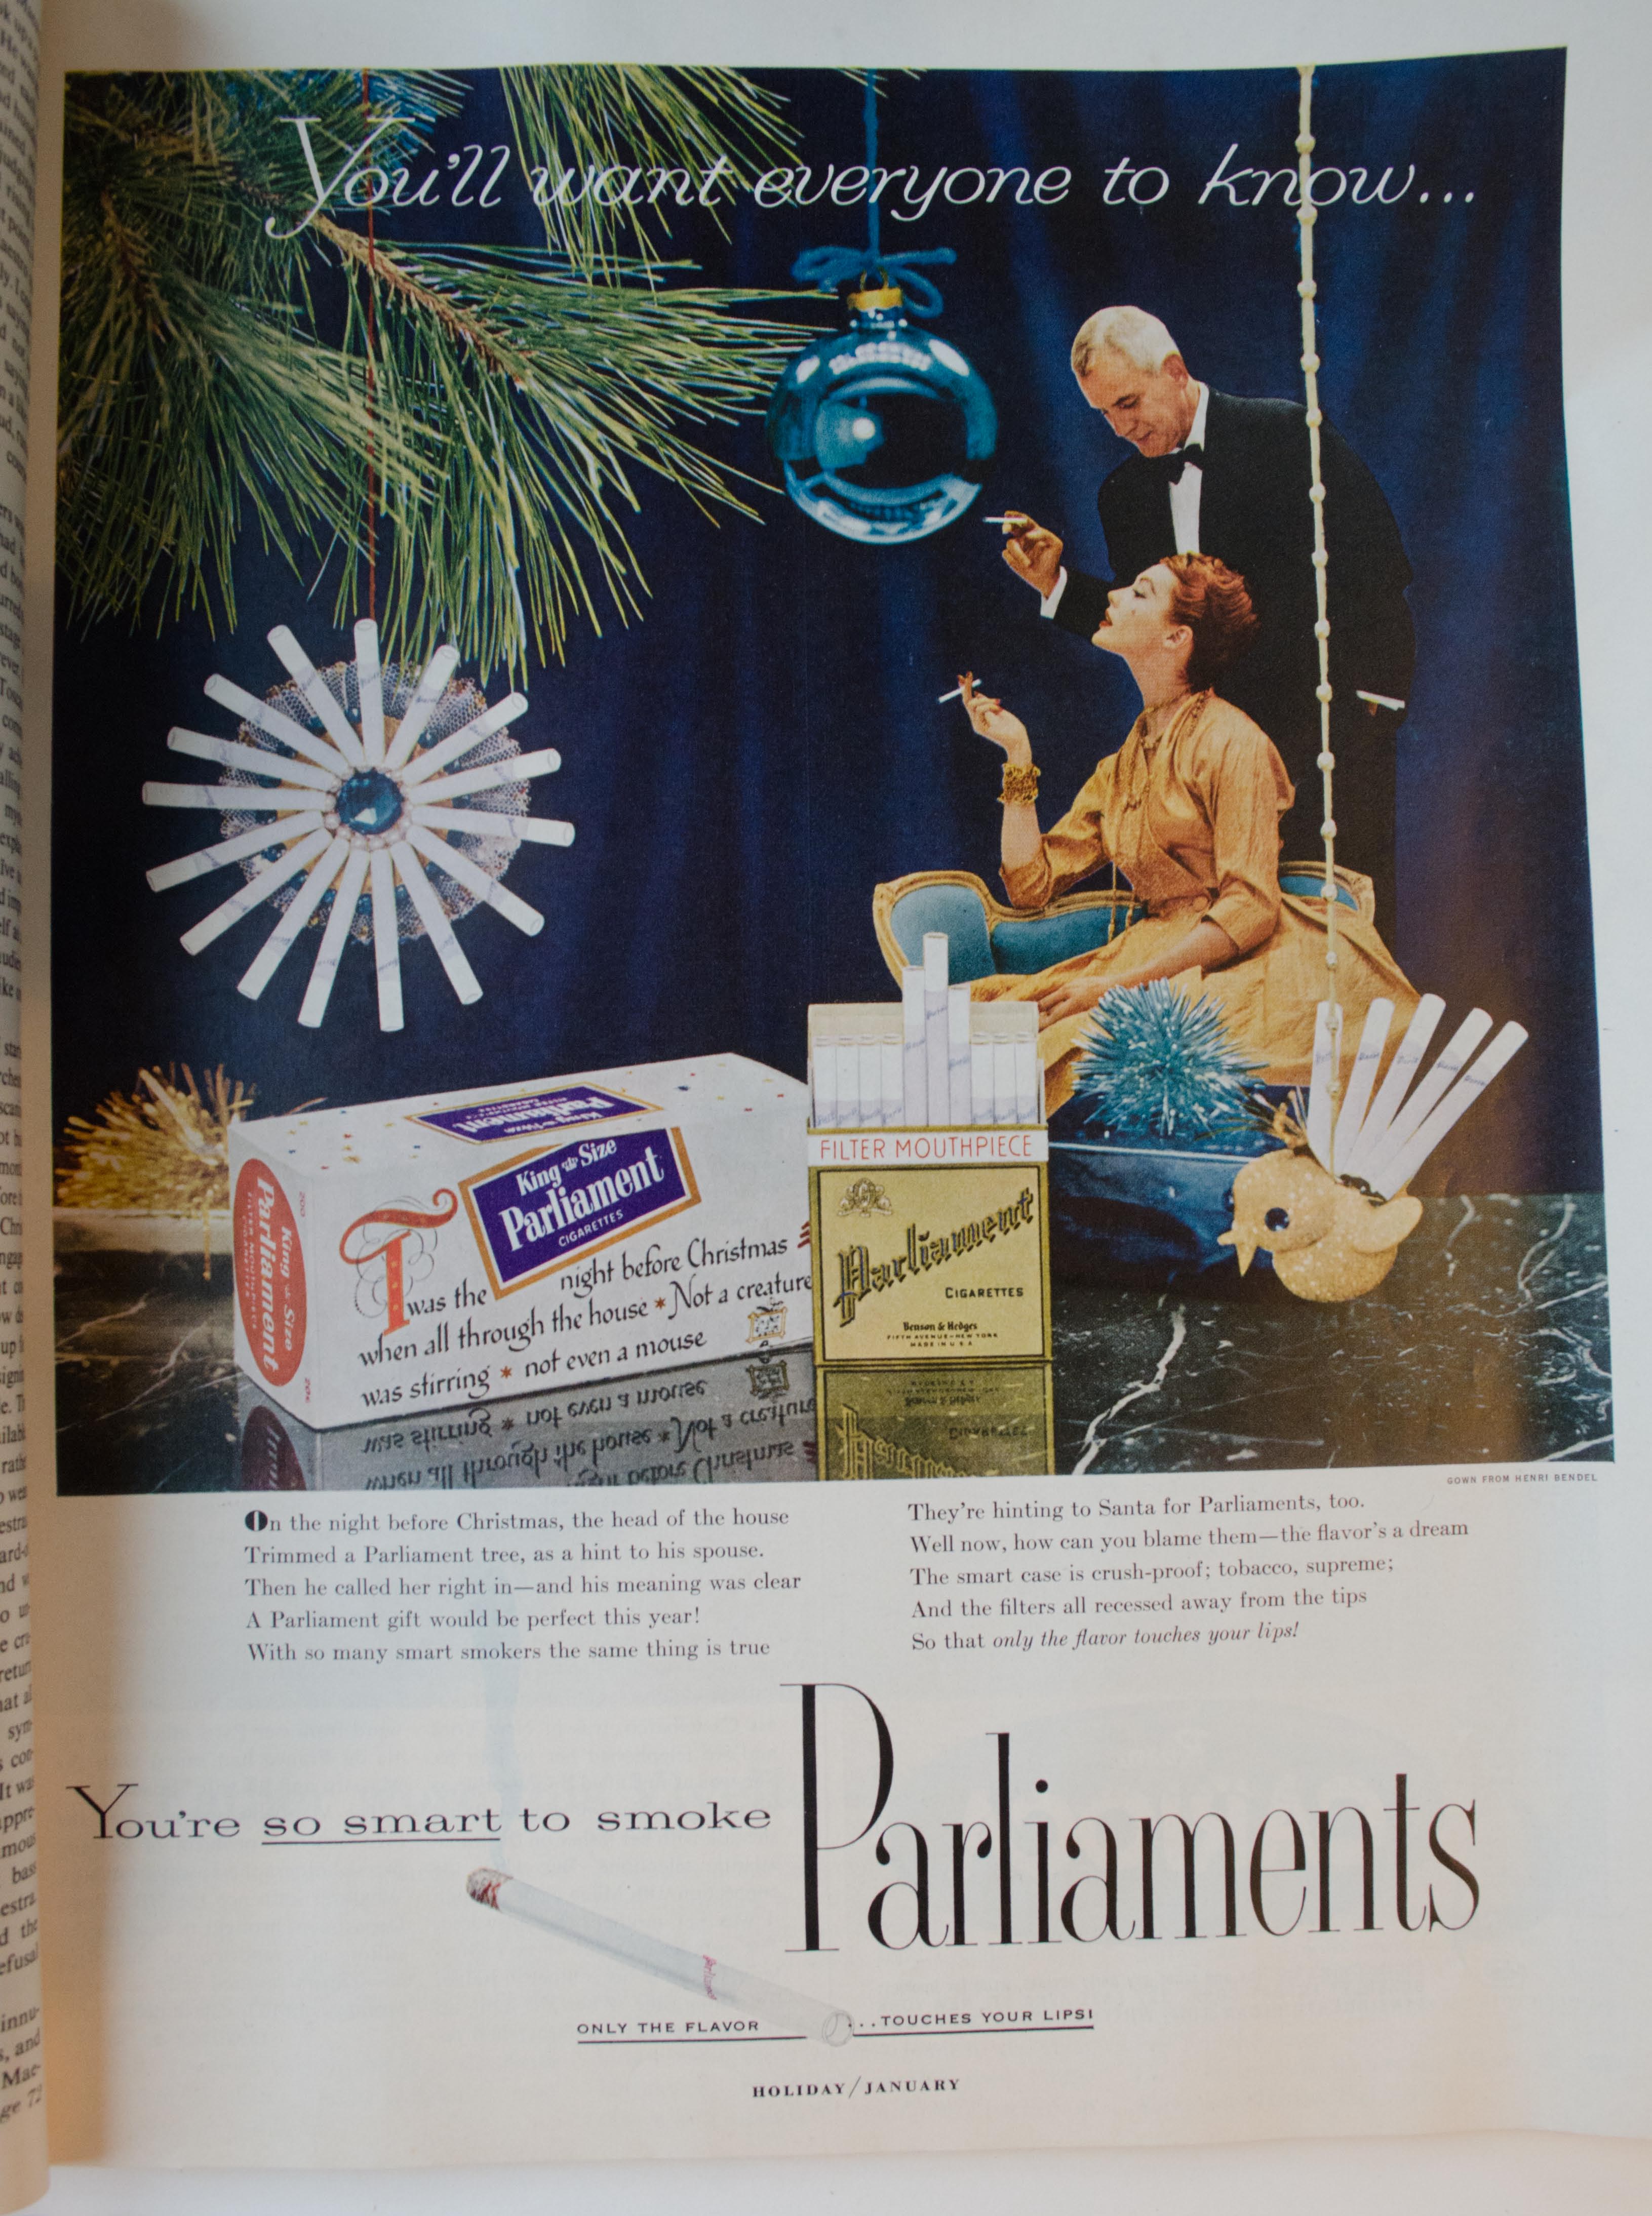 You'll want everyone to know...
King Size
Parliament
CIGARETTES
King Size
Parliament
200
'Twas the night before Christmas
when all through the house * Not a creature
was stirring * not even a mouse
FILTER MOUTHPIECE
Parliament
CIGARETTES
Benson & Hedges
FIFTH AVENUE-NEW YORK
MADE IN U.S.A.
GOWN FROM HENRI BENDEL
On the night before Christmas, the head of the house
Trimmed a Parliament tree, as a hint to his spouse.
Then he called her right in—and his meaning was clear
A Parliament gift would be perfect this year!
With so many smart smokers the same thing is true
They're hinting to Santa for Parliaments, too.
Well now, how can you blame them—the flavor's a dream
The smart case is crush-proof; tobacco, supreme;
And the filters all recessed away from the tips
So that only the flavor touches your lips!
You're so smart to smoke
Parliaments
Parliament
ONLY THE FLAVOR ...TOUCHES YOUR LIPS!
HOLIDAY/JANUARY